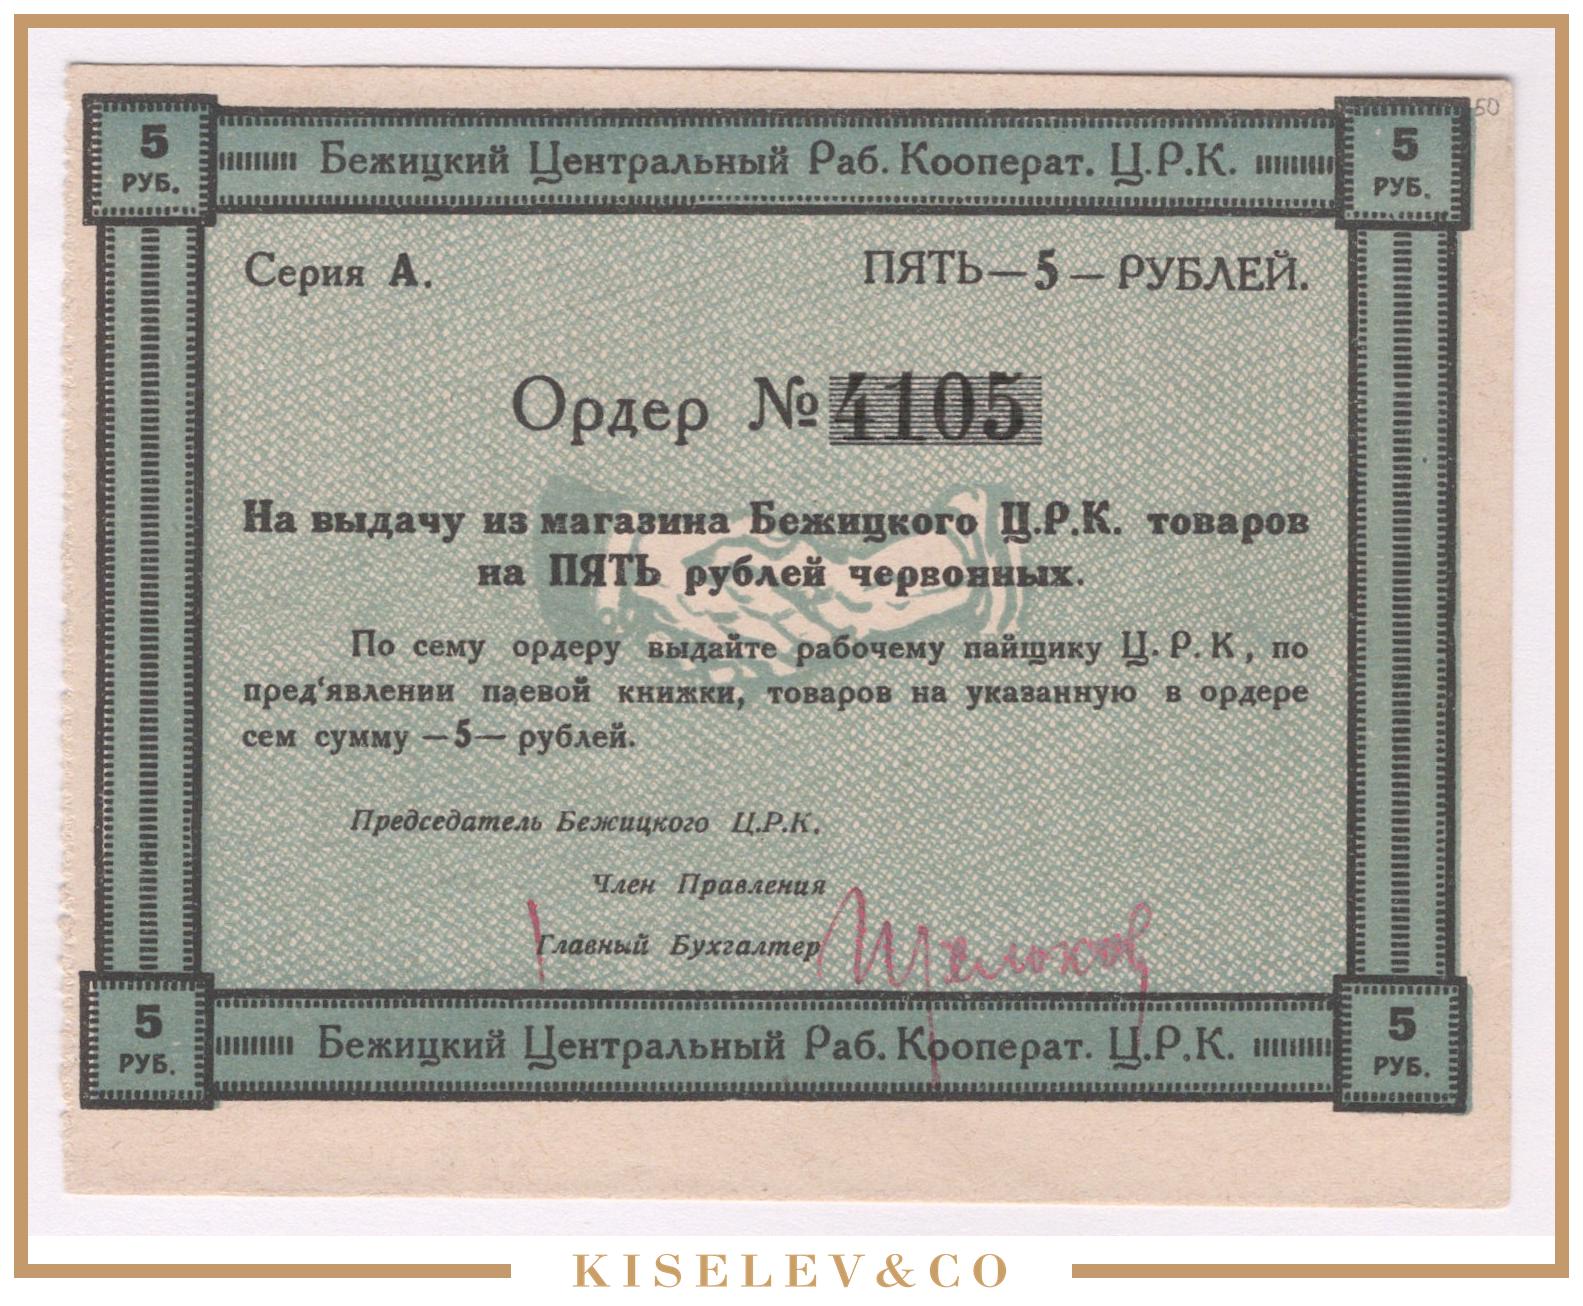 50
5 РУБ. Бежицкий Центральный Раб. Кооперат. Ц.Р.К. 5 РУБ.
Серия А. ПЯТЬ—5—РУБЛЕЙ.
Ордер № 4105
На выдачу из магазина Бежицкого Ц.Р.К. товаров
на ПЯТЬ рублей червонных.
По сему ордеру выдайте рабочему пайщику Ц.Р.К, по
пред'явлении паевой книжки, товаров на указанную в ордере
сем сумму —5— рублей.
Председатель Бежицкого Ц.Р.К.
Член Правления
Главный Бухгалтер
5 РУБ. Бежицкий Центральный Раб. Кооперат. Ц.Р.К. 5 РУБ.
KISELEV&CO